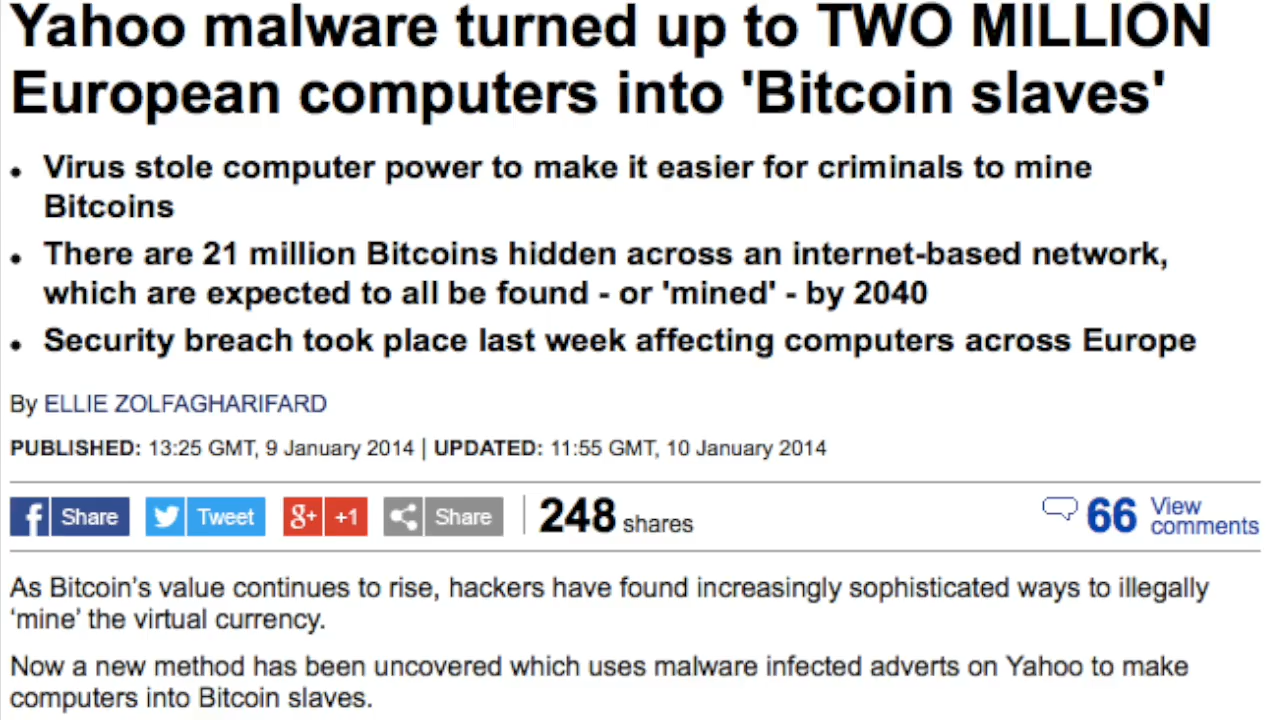 Yahoo malware turned up to TWO MILLION
European computers into 'Bitcoin slaves'
• Virus stole computer power to make it easier for criminals to mine
Bitcoins
• There are 21 million Bitcoins hidden across an internet-based network,
which are expected to all be found - or 'mined' - by 2040
• Security breach took place last week affecting computers across Europe
By ELLIE ZOLFAGHARIFARD
PUBLISHED: 13:25 GMT, 9 January 2014 | UPDATED: 11:55 GMT, 10 January 2014
f Share Tweet g+ +1 Share 248 shares 66 View comments
As Bitcoin’s value continues to rise, hackers have found increasingly sophisticated ways to illegally
‘mine’ the virtual currency.
Now a new method has been uncovered which uses malware infected adverts on Yahoo to make
computers into Bitcoin slaves.